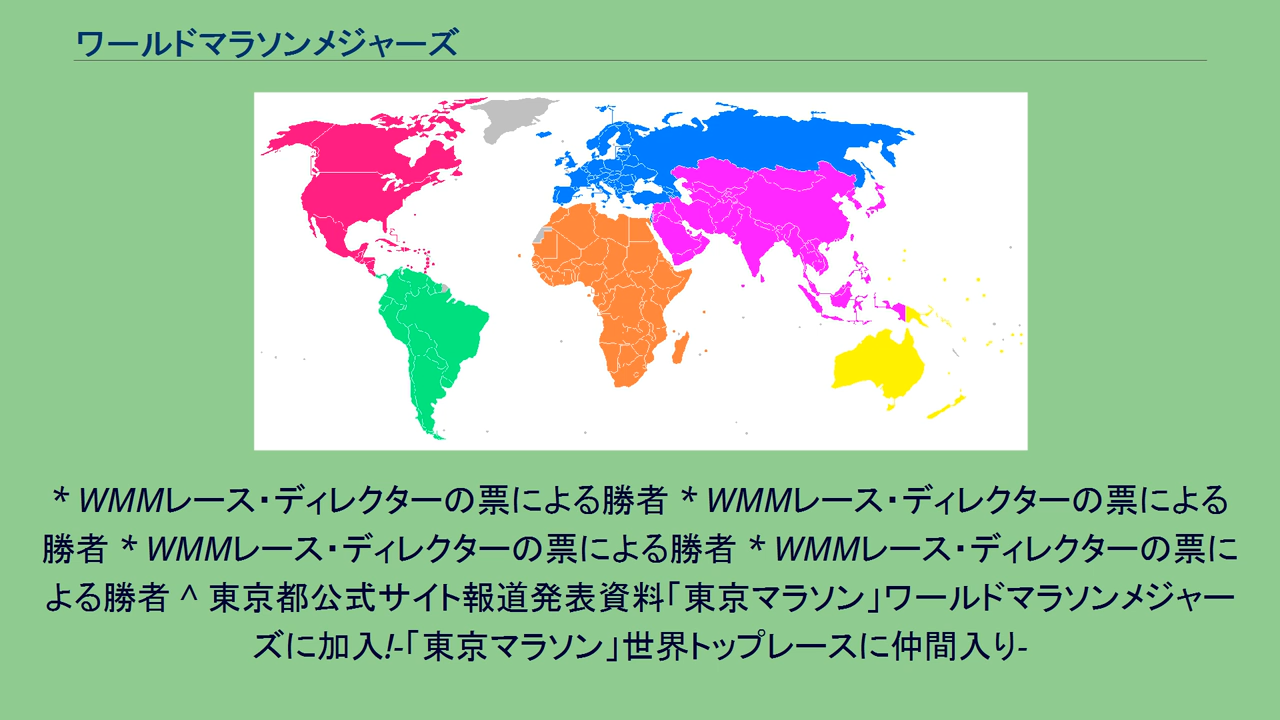 ワールドマラソンメジャーズ
* WMMレース・ディレクターの票による勝者 * WMMレース・ディレクターの票による
勝者 * WMMレース・ディレクターの票による勝者 * WMMレース・ディレクターの票に
よる勝者 ^ 東京都公式サイト報道発表資料「東京マラソン」ワールドマラソンメジャー
ズに加入!-「東京マラソン」世界トップレースに仲間入り-